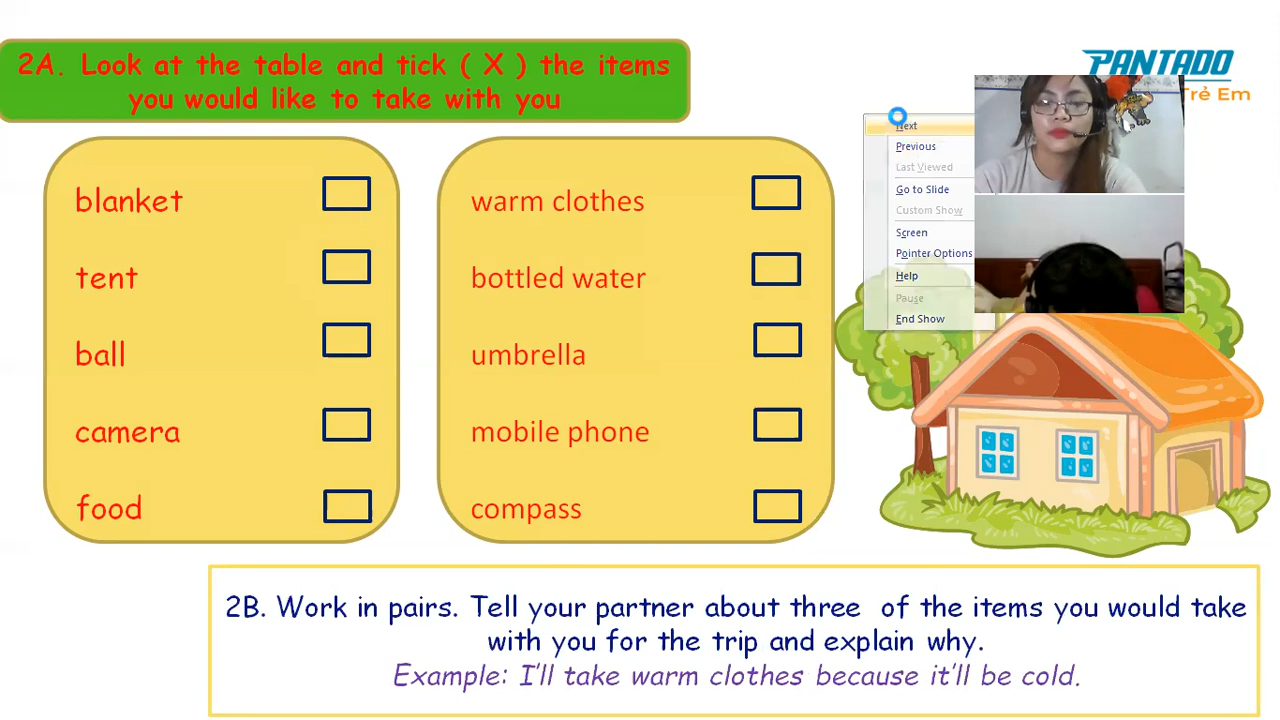 2A. Look at the table and tick ( X ) the items
you would like to take with you
PANTADO
Trẻ Em
Next
Previous
Last Viewed
Go to Slide
Custom Show
Screen
Pointer Options
Help
Pause
End Show
blanket
tent
ball
camera
food
warm clothes
bottled water
umbrella
mobile phone
compass
2B. Work in pairs. Tell your partner about three of the items you would take
with you for the trip and explain why.
Example: I'll take warm clothes because it'll be cold.